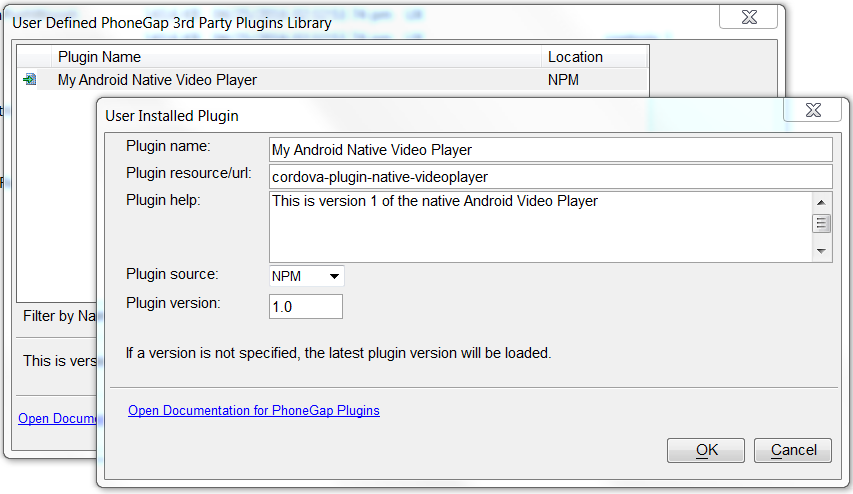 User Defined PhoneGap 3rd Party Plugins Library
Plugin Name Location
My Android Native Video Player NPM
User Installed Plugin
Plugin name: My Android Native Video Player
Plugin resource/url: cordova-plugin-native-videoplayer
Plugin help: This is version 1 of the native Android Video Player
Plugin source: NPM
Plugin version: 1.0
If a version is not specified, the latest plugin version will be loaded.
Open Documentation for PhoneGap Plugins
OK Cancel
Filter by Na
This is vers
Open Docume